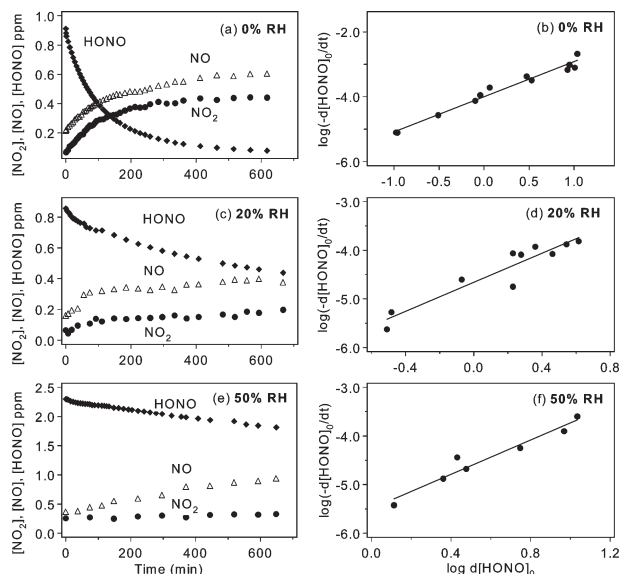 [NO2], [NO], [HONO] ppm
1.0
0.8
0.6
0.4
0.2
0.0
0
200
400
600
HONO
(a) 0% RH
NO
NO2
log(-d[HONO]0/dt)
-2.0
-4.0
-6.0
-1.0
-0.5
0.0
0.5
1.0
(b) 0% RH
[NO2], [NO], [HONO] ppm
0.8
0.6
0.4
0.2
0.0
0
200
400
600
HONO
(c) 20% RH
NO
NO2
log(-d[HONO]0/dt)
-3.0
-4.0
-5.0
-6.0
-0.4
0.0
0.4
0.8
(d) 20% RH
[NO2], [NO], [HONO] ppm
2.5
2.0
1.5
1.0
0.5
0.0
0
200
400
600
Time (min)
(e) 50% RH
HONO
NO
NO2
log(-d[HONO]0/dt)
-3.0
-4.0
-5.0
-6.0
0.0
0.4
0.8
1.2
log d[HONO]0
(f) 50% RH